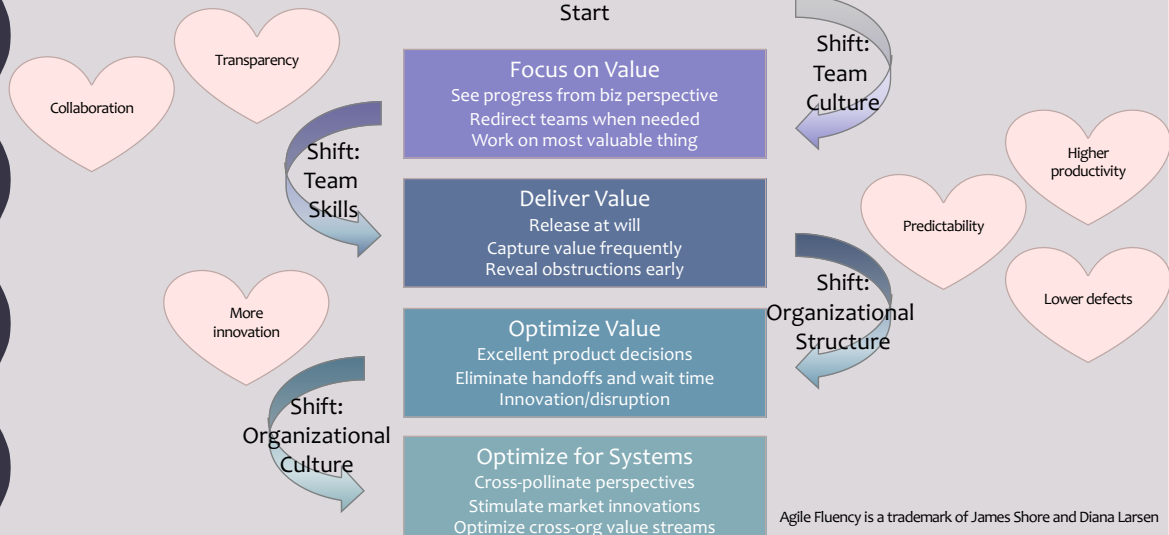 Start
Transparency
Collaboration
Shift:
Team
Culture
Focus on Value
See progress from biz perspective
Redirect teams when needed
Work on most valuable thing
Shift:
Team
Skills
Higher
productivity
Predictability
Lower defects
Deliver Value
Release at will
Capture value frequently
Reveal obstructions early
Shift:
Organizational
Structure
More
innovation
Optimize Value
Excellent product decisions
Eliminate handoffs and wait time
Innovation/disruption
Shift:
Organizational
Culture
Optimize for Systems
Cross-pollinate perspectives
Stimulate market innovations
Optimize cross-org value streams
Agile Fluency is a trademark of James Shore and Diana Larsen